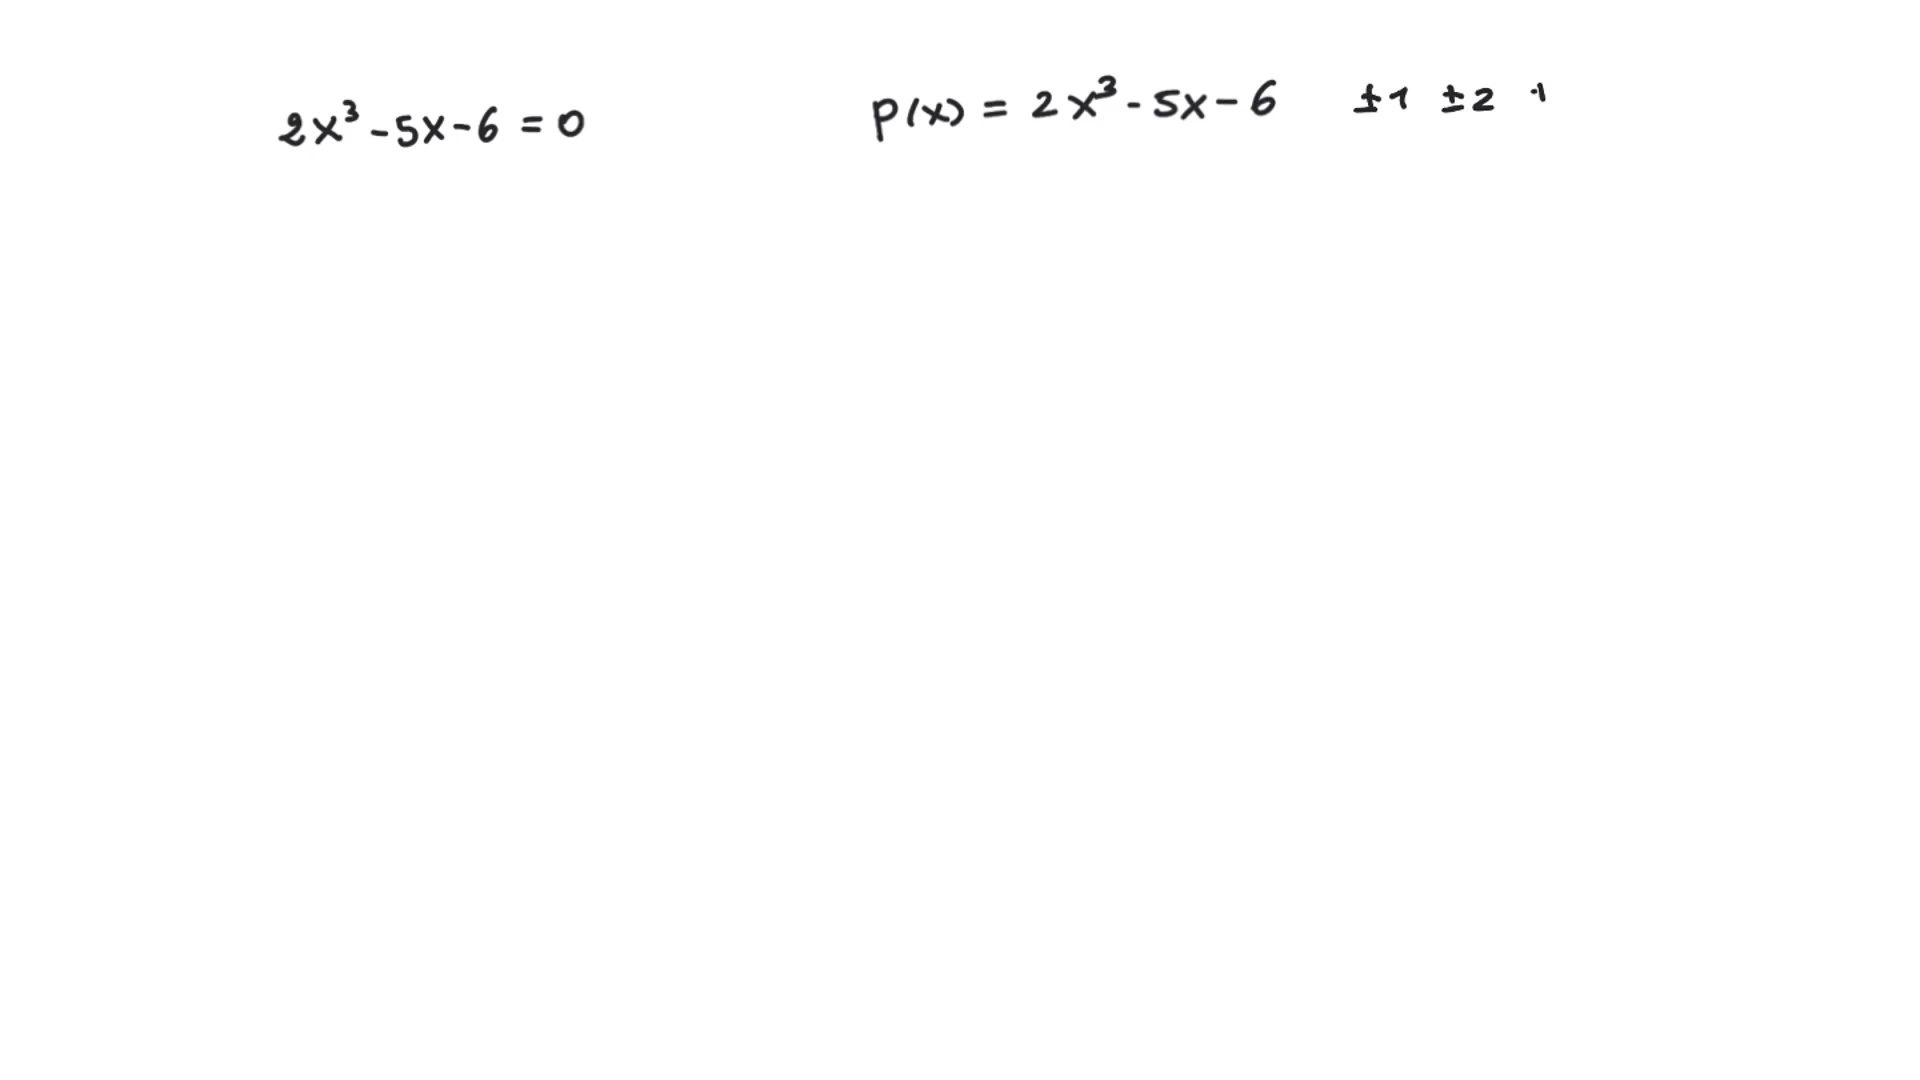 2x³ - 5x - 6 = 0
P(x) = 2x³ - 5x - 6 ±1 ±2